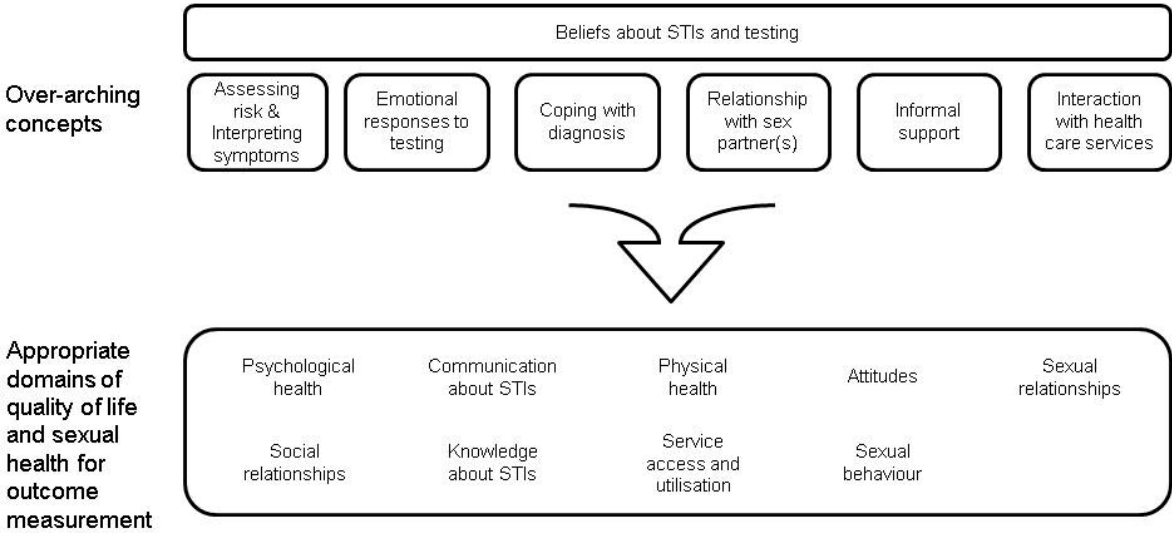 Beliefs about STIs and testing
Over-arching
concepts
Assessing
risk &
Interpreting
symptoms
Emotional
responses to
testing
Coping with
diagnosis
Relationship
with sex
partner(s)
Informal
support
Interaction
with health
care services
Appropriate
domains of
quality of life
and sexual
health for
outcome
measurement
Psychological
health
Communication
about STIs
Physical
health
Attitudes
Sexual
relationships
Social
relationships
Knowledge
about STIs
Service
access and
utilisation
Sexual
behaviour